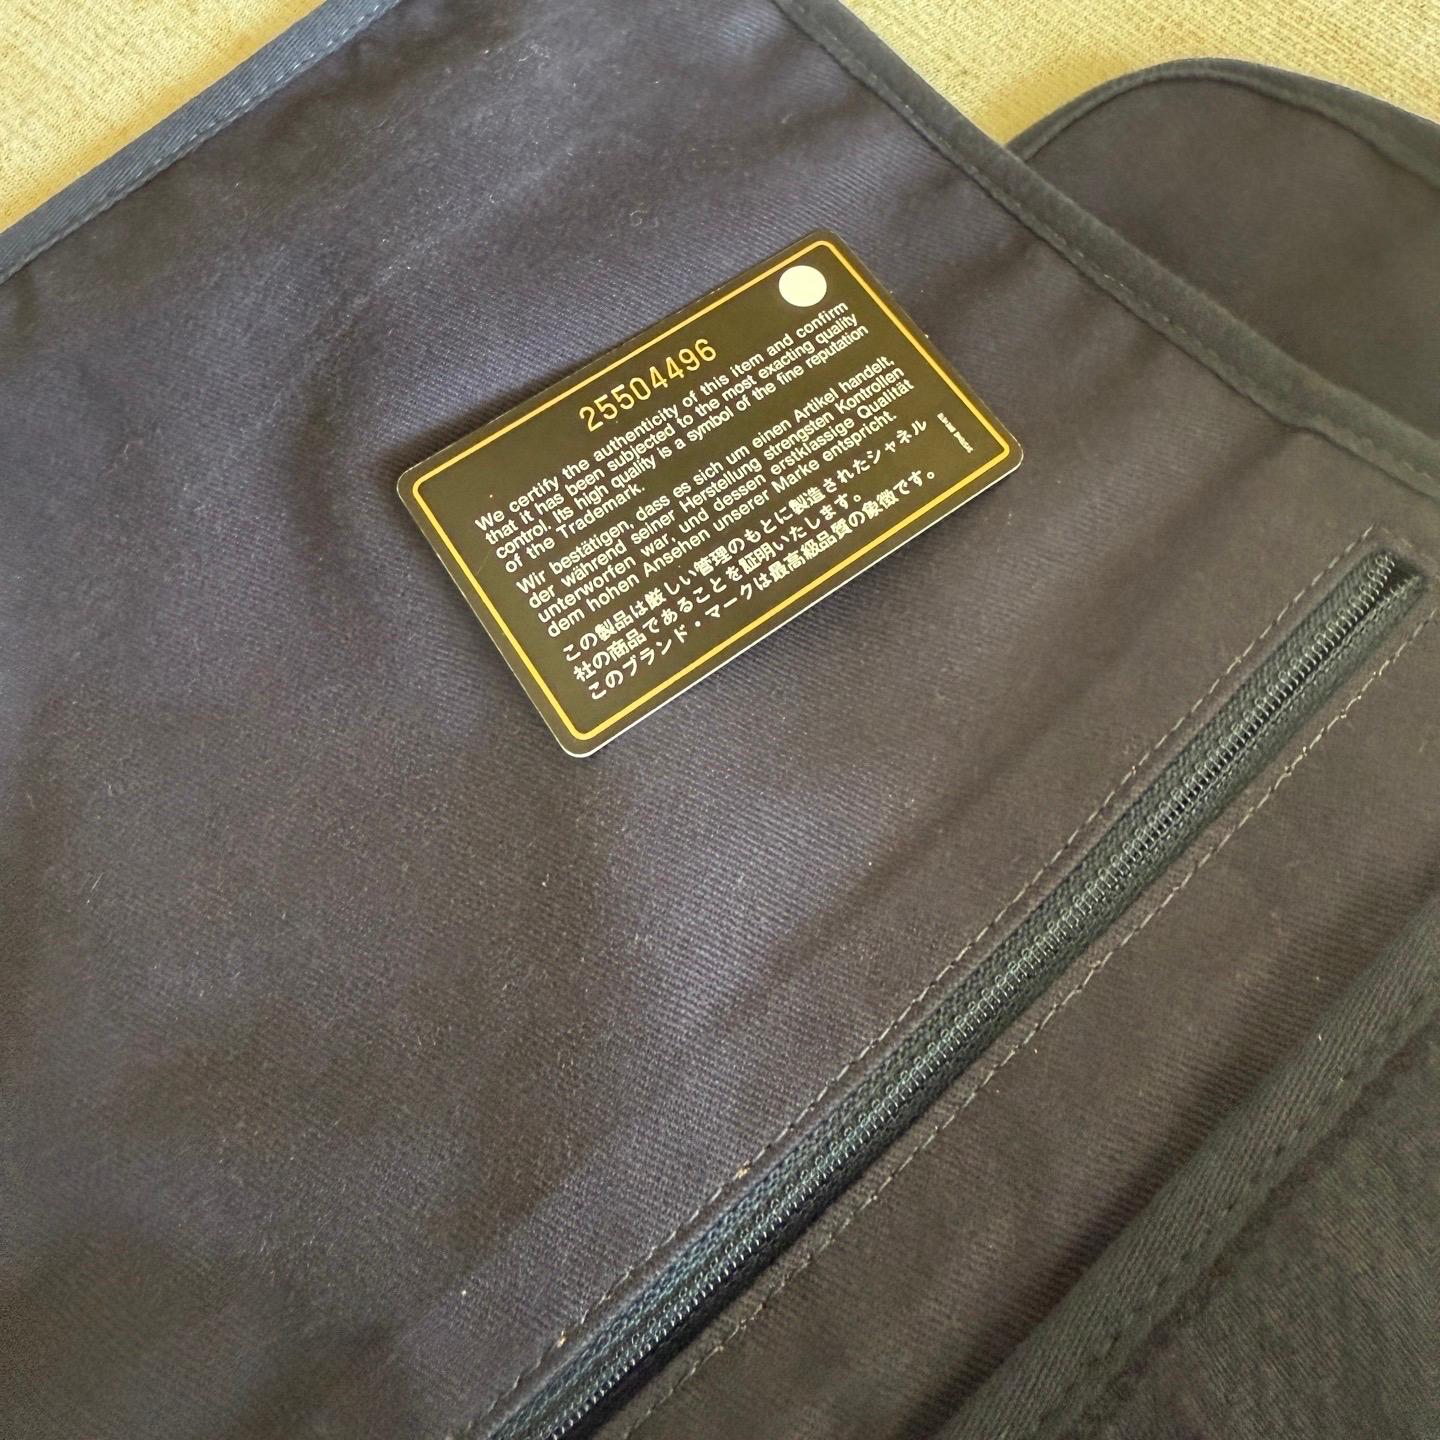 25504496
We certify the authenticity of this item and confirm
that it has been subjected to the most exacting quality
control. Its high quality is a symbol of the fine reputation
of the Trademark.
Wir bestätigen, dass es sich um einen Artikel handelt,
der während seiner Herstellung strengsten Kontrollen
unterworfen war, und dessen erstklassige Qualität
dem hohen Ansehen unserer Marke entspricht.
この製品は厳しい管理のもとに製造されたシャネル
社の商品であることを証明いたします。
このブランド・マークは最高級品質の象徴です。